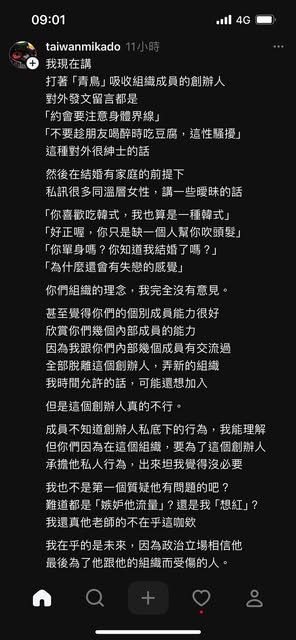 09:01
4G
taiwanmikado 11小時
我現在講
打著「青鳥」吸收組織成員的創辦人
對外發文留言都是
「約會要注意身體界線」
「不要趁朋友喝醉時吃豆腐,這性騷擾」
這種對外很紳士的話
然後在結婚有家庭的前提下
私訊很多同溫層女性,講一些曖昧的話
「你喜歡吃韓式,我也算是一種韓式」
「好正喔,你只是缺一個人幫你吹頭髮」
「你單身嗎?你知道我結婚了嗎?」
「為什麼還會有失戀的感覺」
你們組織的理念,我完全沒有意見。
甚至覺得你們的個別成員能力很好
欣賞你們幾個內部成員的能力
因為我跟你們內部幾個成員有交流過
全部脫離這個創辦人,弄新的組織
我時間允許的話,可能還想加入
但是這個創辦人真的不行。
成員不知道創辦人私底下的行為,我能理解
但你們因為在這個組織,要為了這個創辦人
承擔他私人行為,出來坦我覺得沒必要
我也不是第一個質疑他有問題的吧?
難道都是「嫉妒他流量」?還是我「想紅」?
我還真他老師的不在乎這咖欸
我在乎的是未來,因為政治立場相信他
最後為了他跟他的組織而受傷的人。